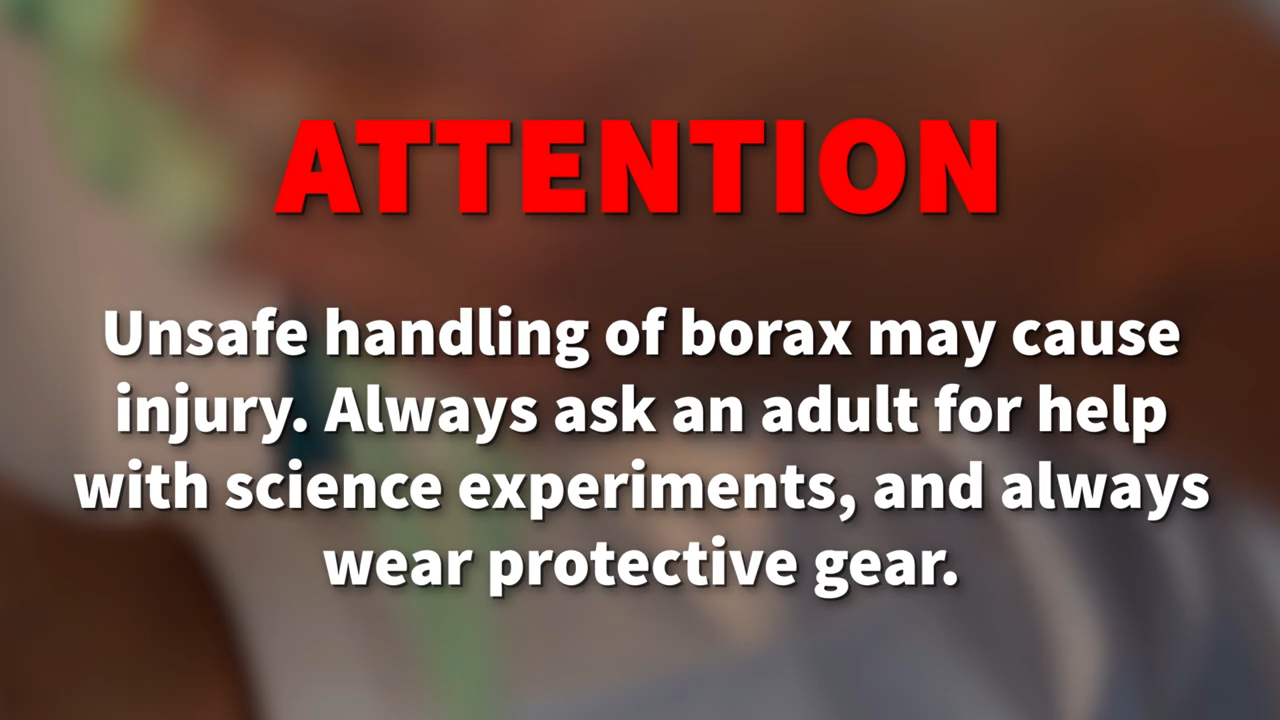 ATTENTION
Unsafe handling of borax may cause
injury. Always ask an adult for help
with science experiments, and always
wear protective gear.